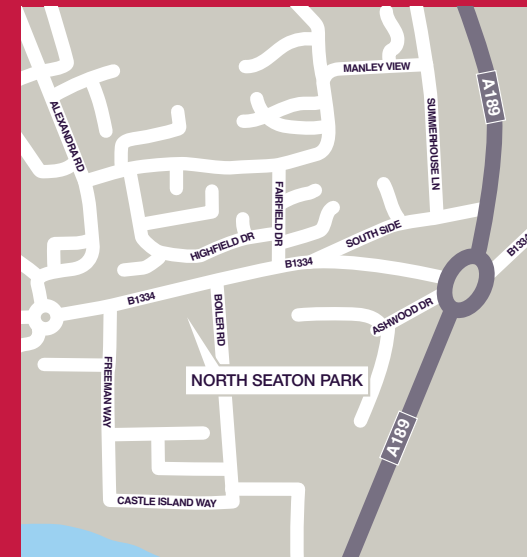 MANLEY VIEW
A189
ALEXANDRA RD
SUMMERHOUSE LN
FAIRFIELD DR
SOUTH SIDE
HIGHFIELD DR
B1334
B1334
B1334
BOILER RD
ASHWOOD DR
FREEMAN WAY
NORTH SEATON PARK
A189
CASTLE ISLAND WAY